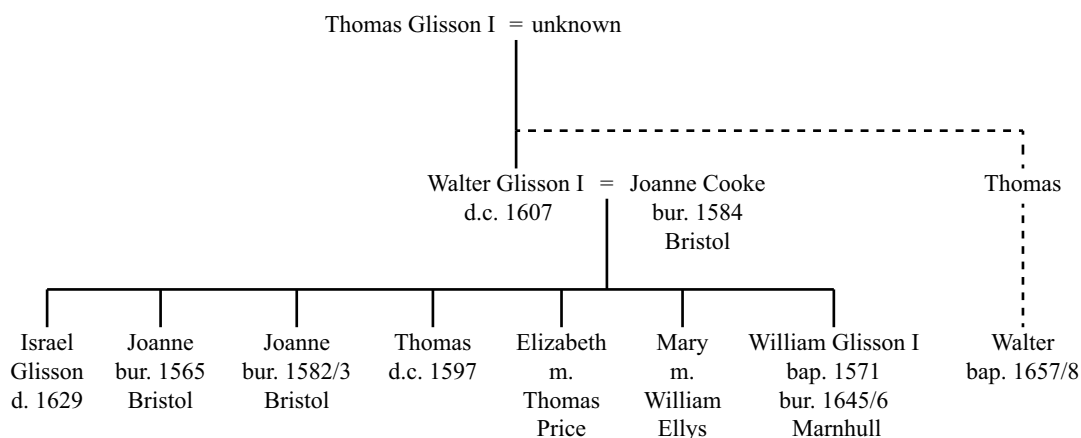 Thomas Glisson I = unknown
Walter Glisson I = Joanne Cooke
d.c. 1607
bur. 1584
Bristol
Thomas
Israel
Glisson
d. 1629
Joanne
bur. 1565
Bristol
Joanne
bur. 1582/3
Bristol
Thomas
d.c. 1597
Elizabeth
m.
Thomas
Price
Mary
m.
William
Ellys
William Glisson I
bap. 1571
bur. 1645/6
Marnhull
Walter
bap. 1657/8